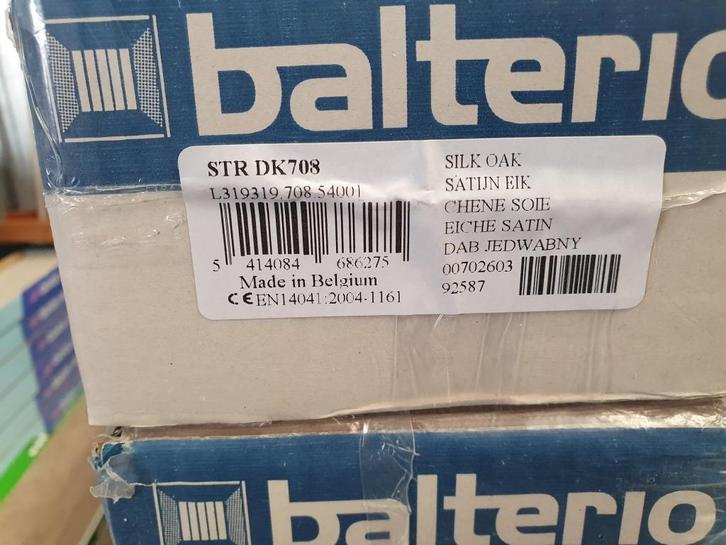 balterio
STR DK708
L319319.708.54001
5 414084 686275
Made in Belgium
CE EN14041:2004-1161
SILK OAK
SATIJN EIK
CHENE SOIE
EICHE SATIN
DAB JEDWABNY
00702603
92587
balterio